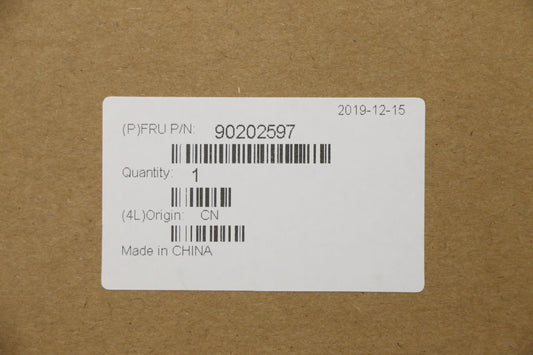 2019-12-15
(P)FRU P/N: 90202597
Quantity: 1
(4L)Origin: CN
Made in CHINA